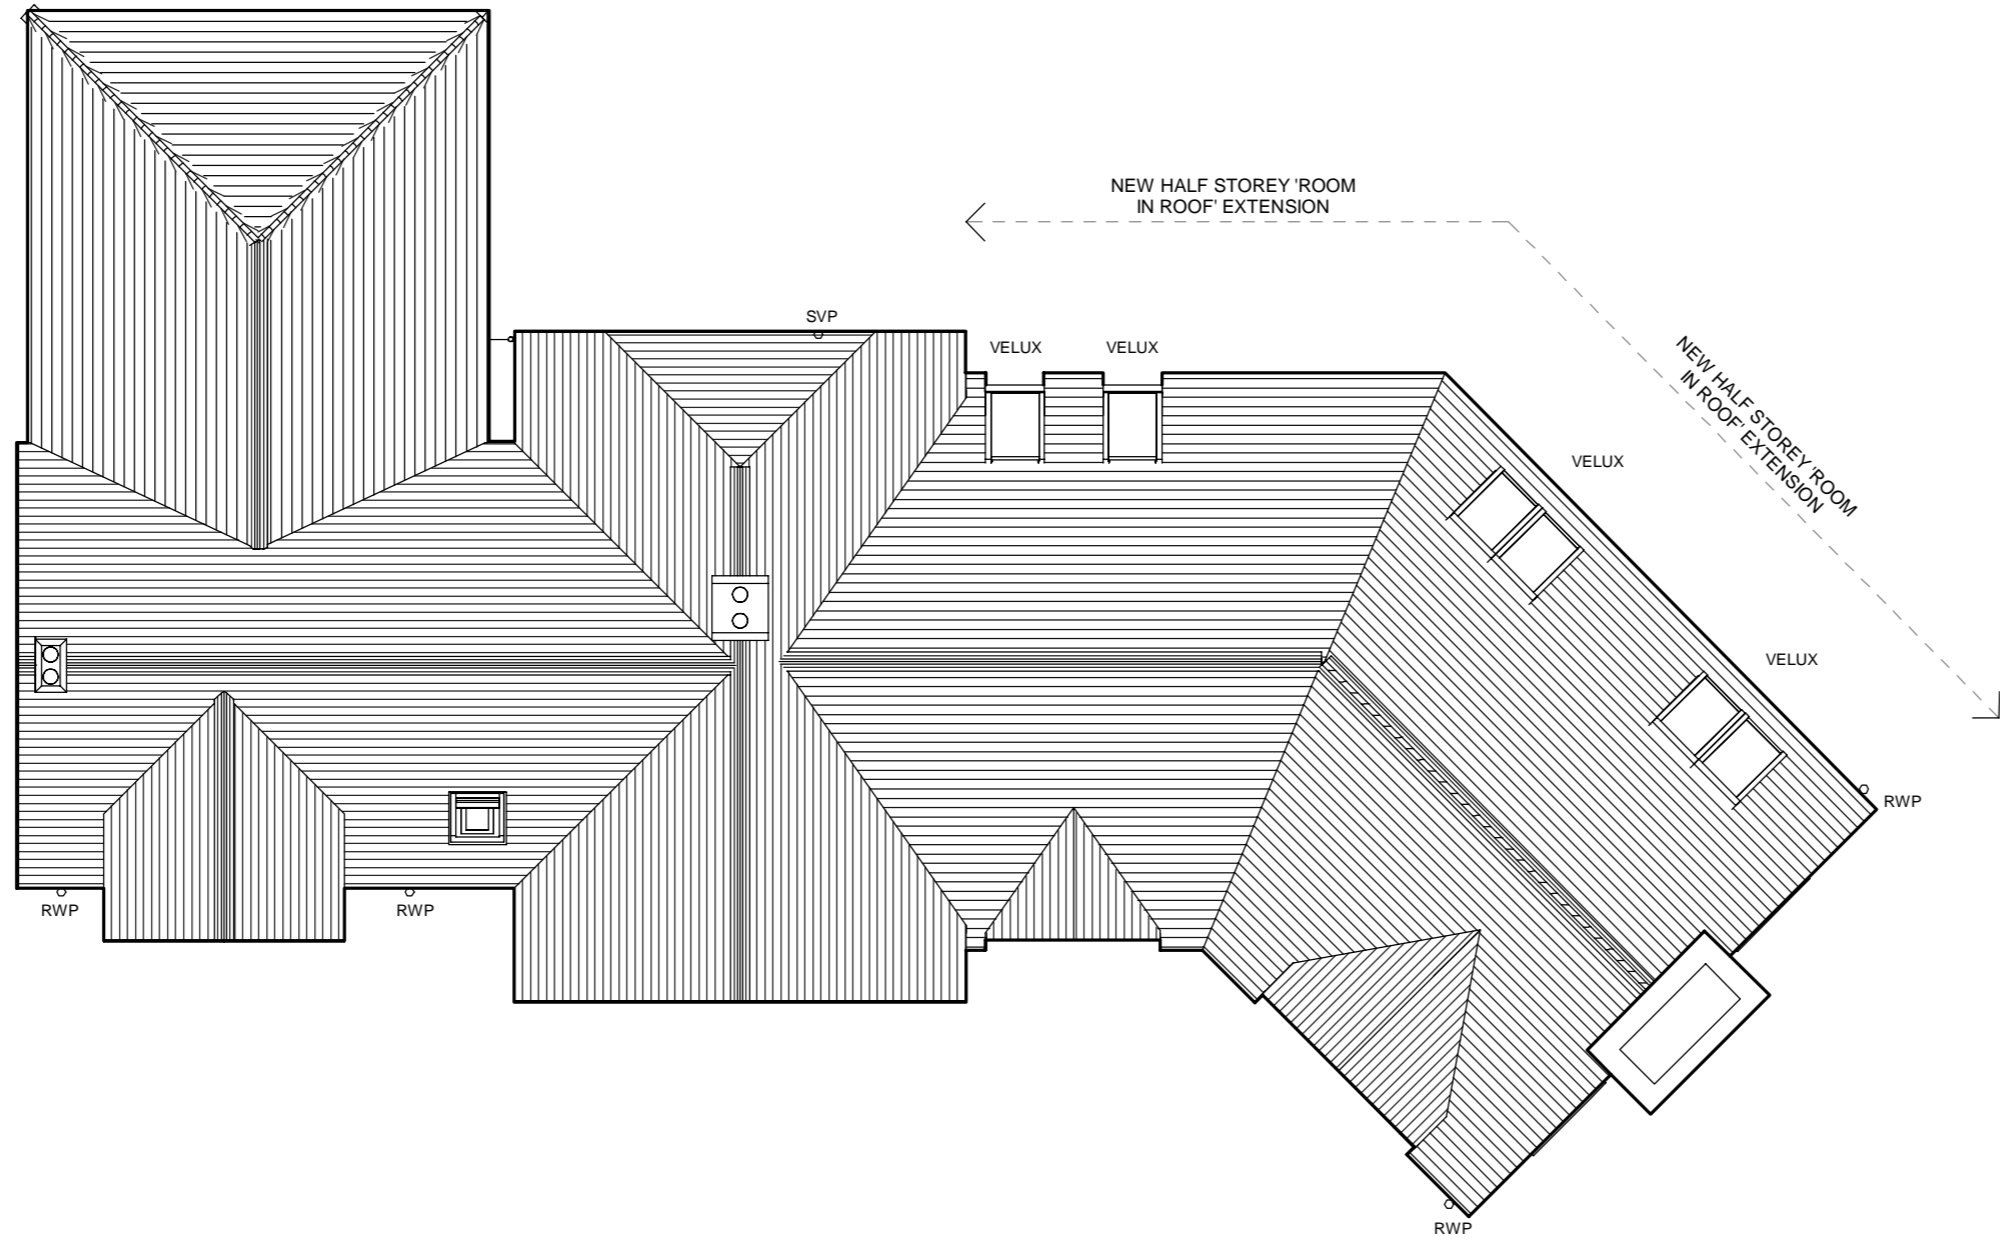 NEW HALF STOREY 'ROOM
IN ROOF' EXTENSION
SVP
VELUX
VELUX
NEW HALF STOREY 'ROOM
IN ROOF' EXTENSION
VELUX
VELUX
RWP
RWP
RWP
RWP